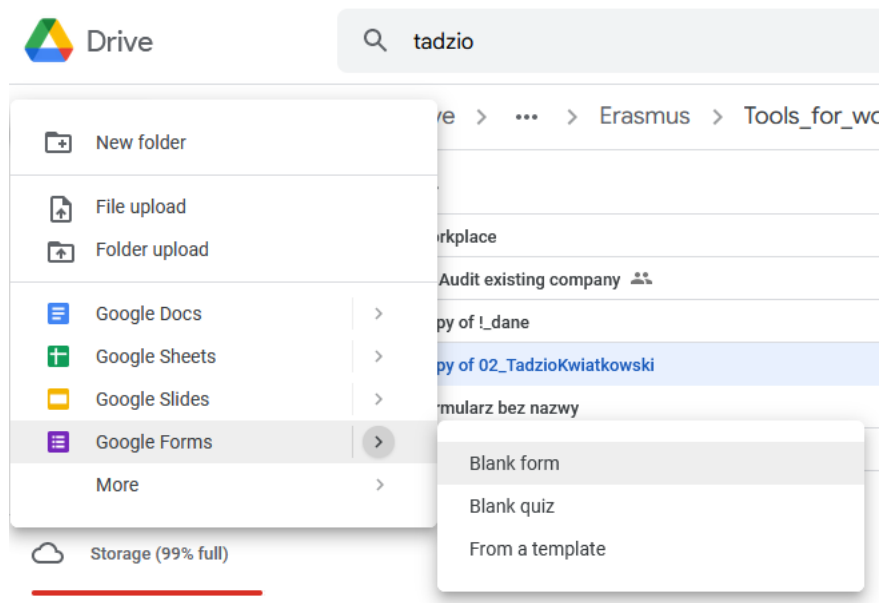 Drive
tadzio
Erasmus > Tools_for_wo
New folder
File upload
Folder upload
Google Docs
Google Sheets
Google Slides
Google Forms
More
Storage (99% full)
rkplace
Audit existing company
py of !_dane
py of 02_TadzioKwiatkowski
mularz bez nazwy
Blank form
Blank quiz
From a template